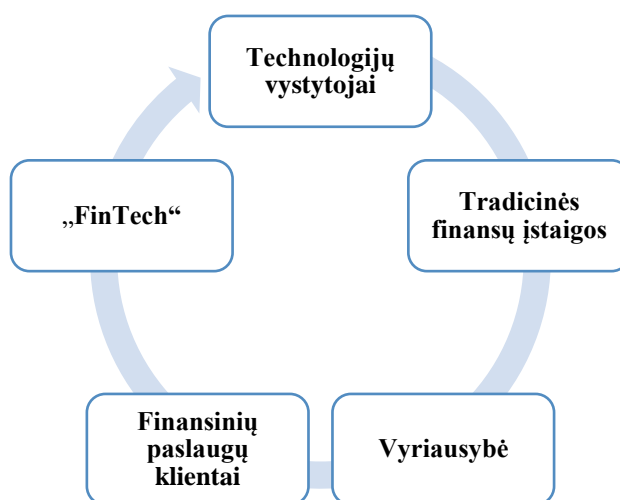 Technologijų
vystytojai
Tradicinės
finansų įstaigos
Vyriausybė
Finansinių
paslaugų
klientai
„FinTech“